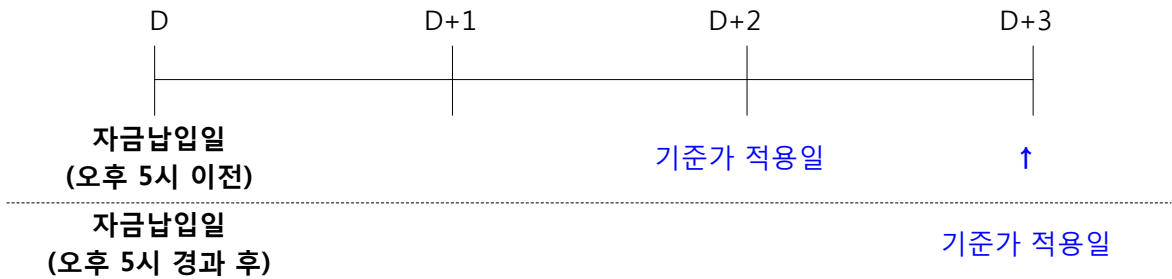 D D+1 D+2 D+3
자금납입일
(오후 5시 이전)
기준가 적용일 ↑
자금납입일
(오후 5시 경과 후)
기준가 적용일